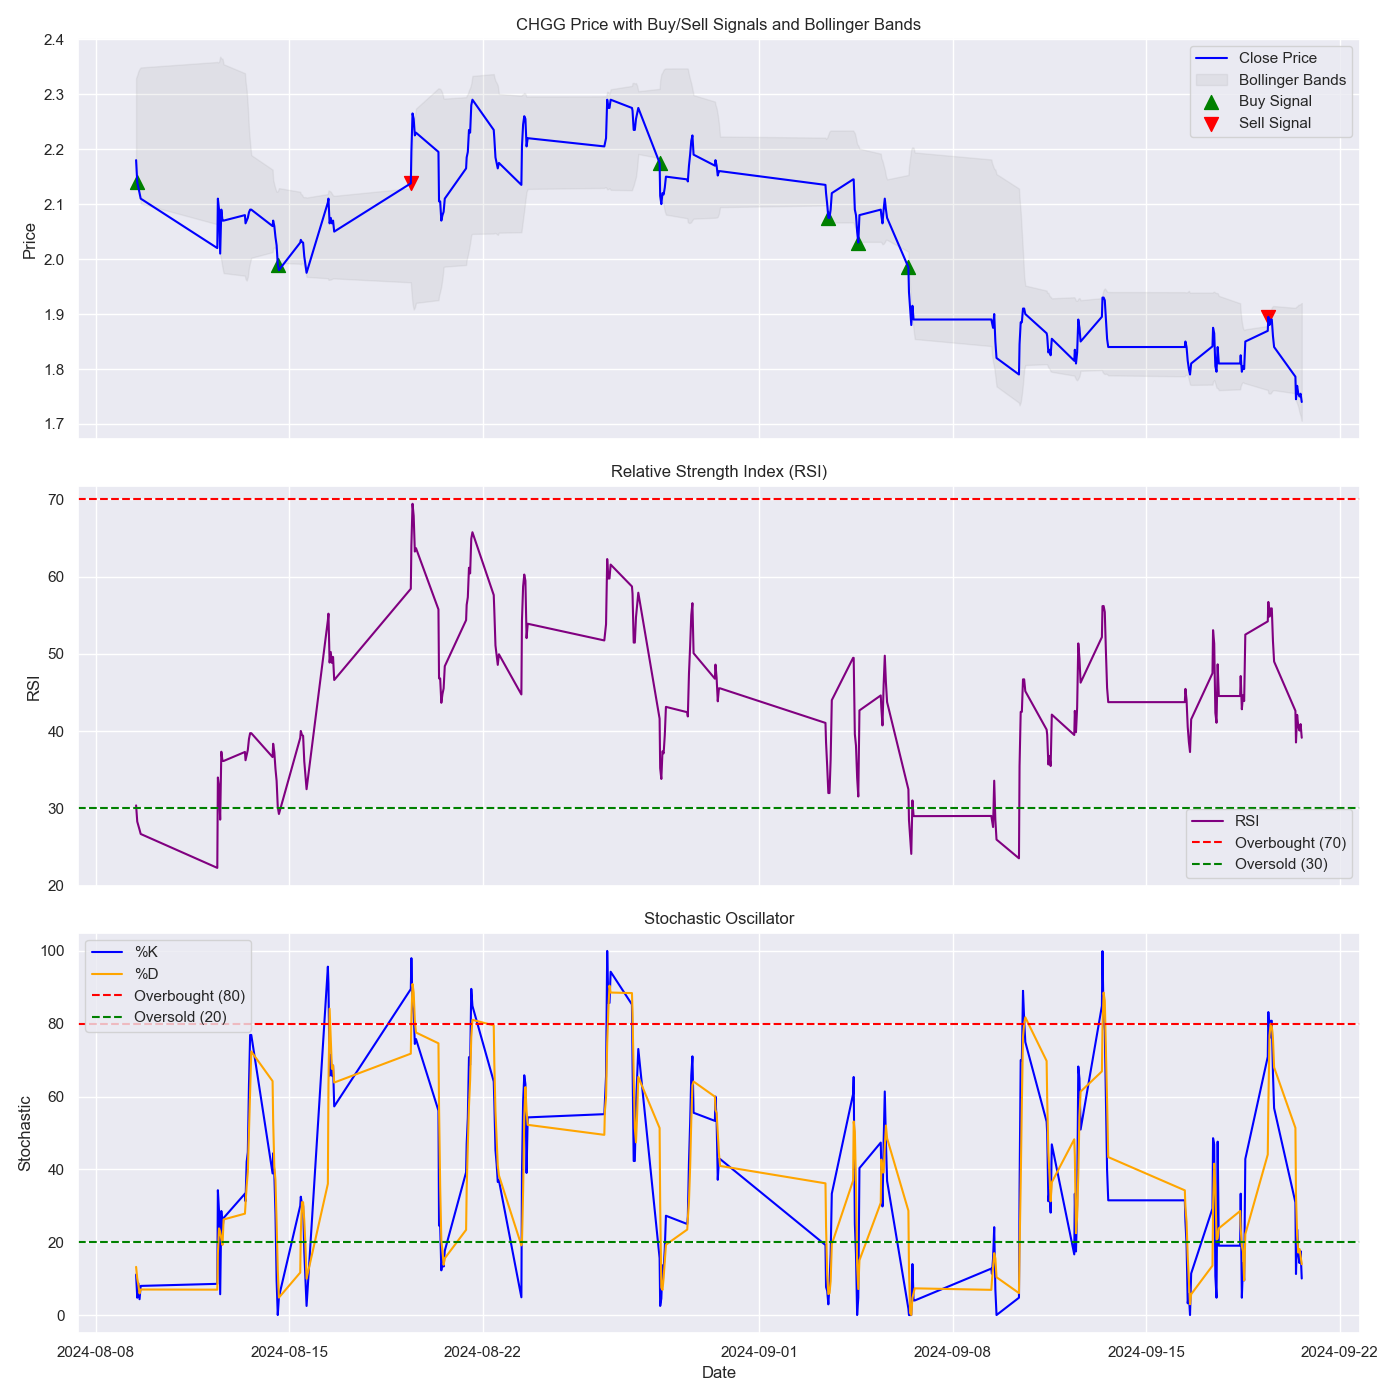 CHGG Price with Buy/Sell Signals and Bollinger Bands
2.4
2.3
2.2
2.1
2.0
1.9
1.8
1.7
Price
Close Price
Bollinger Bands
Buy Signal
Sell Signal
Relative Strength Index (RSI)
70
60
50
40
30
20
RSI
RSI
Overbought (70)
Oversold (30)
Stochastic Oscillator
100
80
60
40
20
0
Stochastic
%K
%D
Overbought (80)
Oversold (20)
2024-08-08
2024-08-15
2024-08-22
2024-09-01
2024-09-08
2024-09-15
2024-09-22
Date